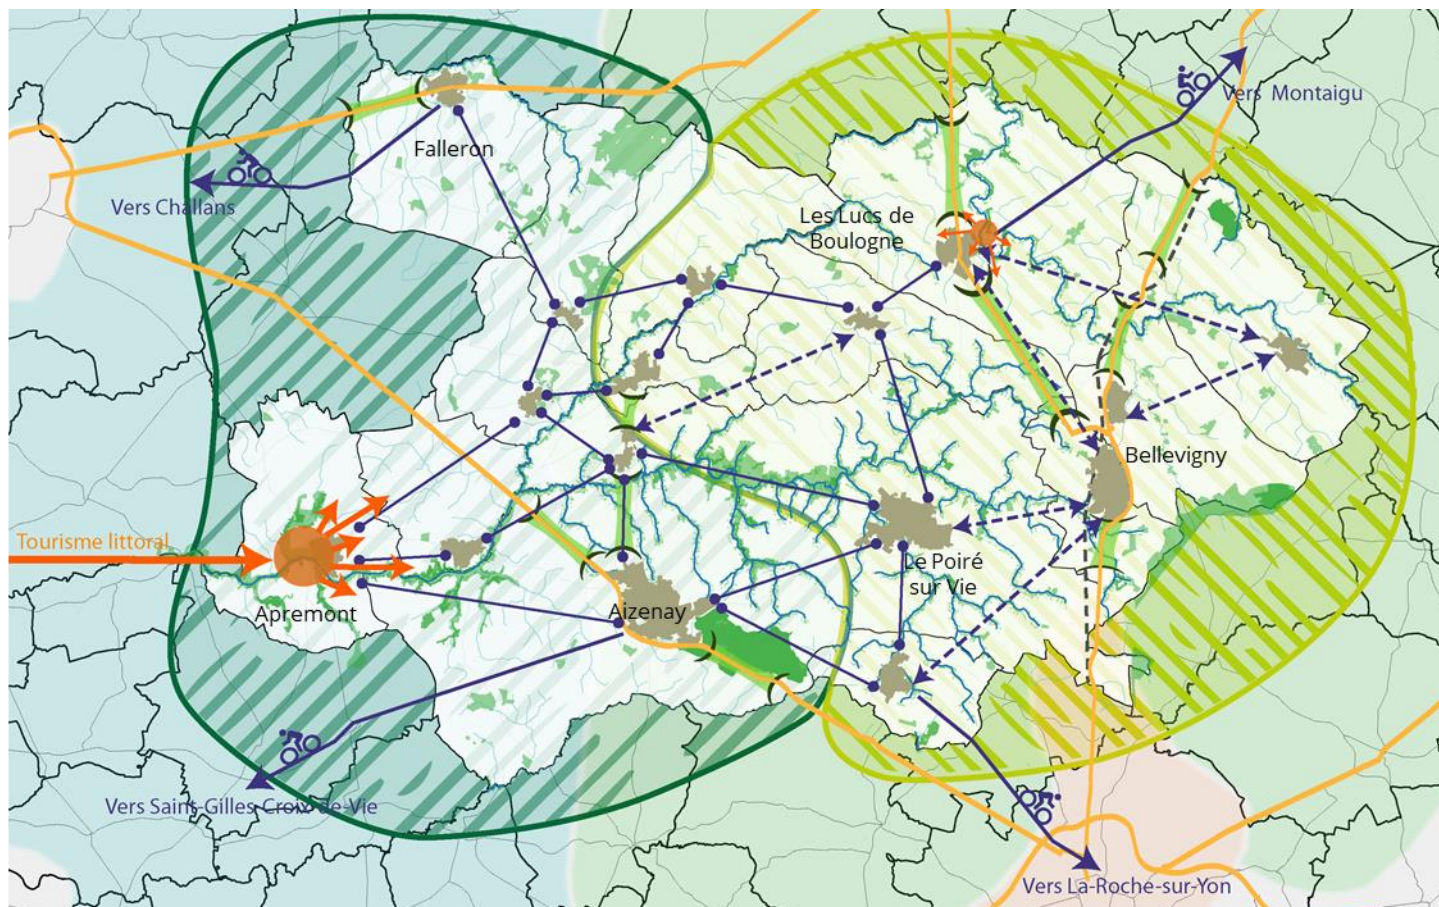 Vers Montaigu
Falleron
Vers Challans
Les Lucs de
Boulogne
Bellevigny
Tourisme littoral
Le Poiré
sur Vie
Apremont
Aizenay
Vers Saint-Gilles-Croix-de-Vie
Vers La-Roche-sur-Yon